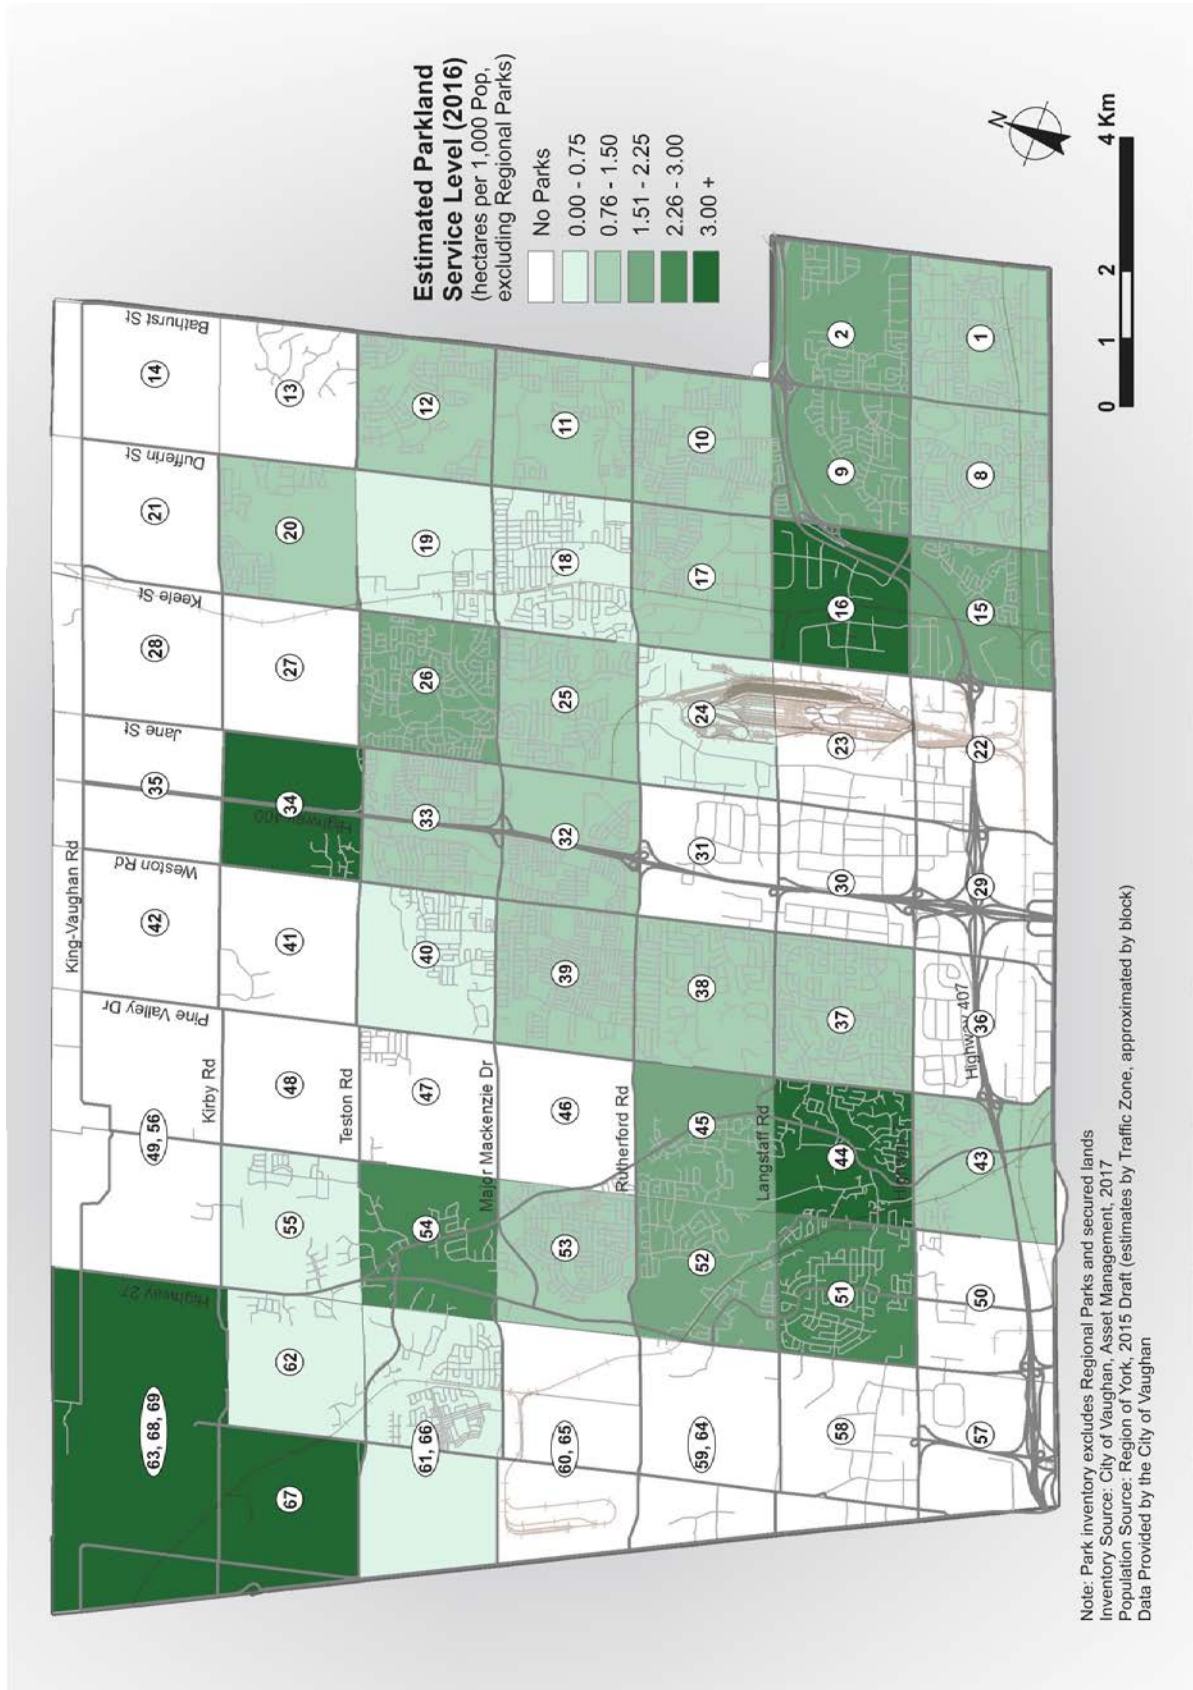 Estimated Parkland
Service Level (2016)
(hectares per 1,000 Pop,
excluding Regional Parks)
No Parks
0.00 - 0.75
0.76 - 1.50
1.51 - 2.25
2.26 - 3.00
3.00 +
N
0 1 2 4 Km
King-Vaughan Rd
Kirby Rd
Teston Rd
Major Mackenzie Dr
Rutherford Rd
Langstaff Rd
Highway 407
Highway 27
Pine Valley Dr
Weston Rd
Highway 400
Jane St
Keele St
Dufferin St
Bathurst St
63, 68, 69
49, 56
42
35
28
21
14
67
62
55
48
41
34
27
20
13
61, 66
54
47
40
33
26
19
12
60, 65
53
46
39
32
25
18
11
59, 64
52
45
38
31
24
17
10
58
51
44
37
30
23
16
9
2
57
50
43
36
29
22
15
8
1
Note: Park inventory excludes Regional Parks and secured lands
Inventory Source: City of Vaughan, Asset Management, 2017
Population Source: Region of York, 2015 Draft (estimates by Traffic Zone, approximated by block)
Data Provided by the City of Vaughan